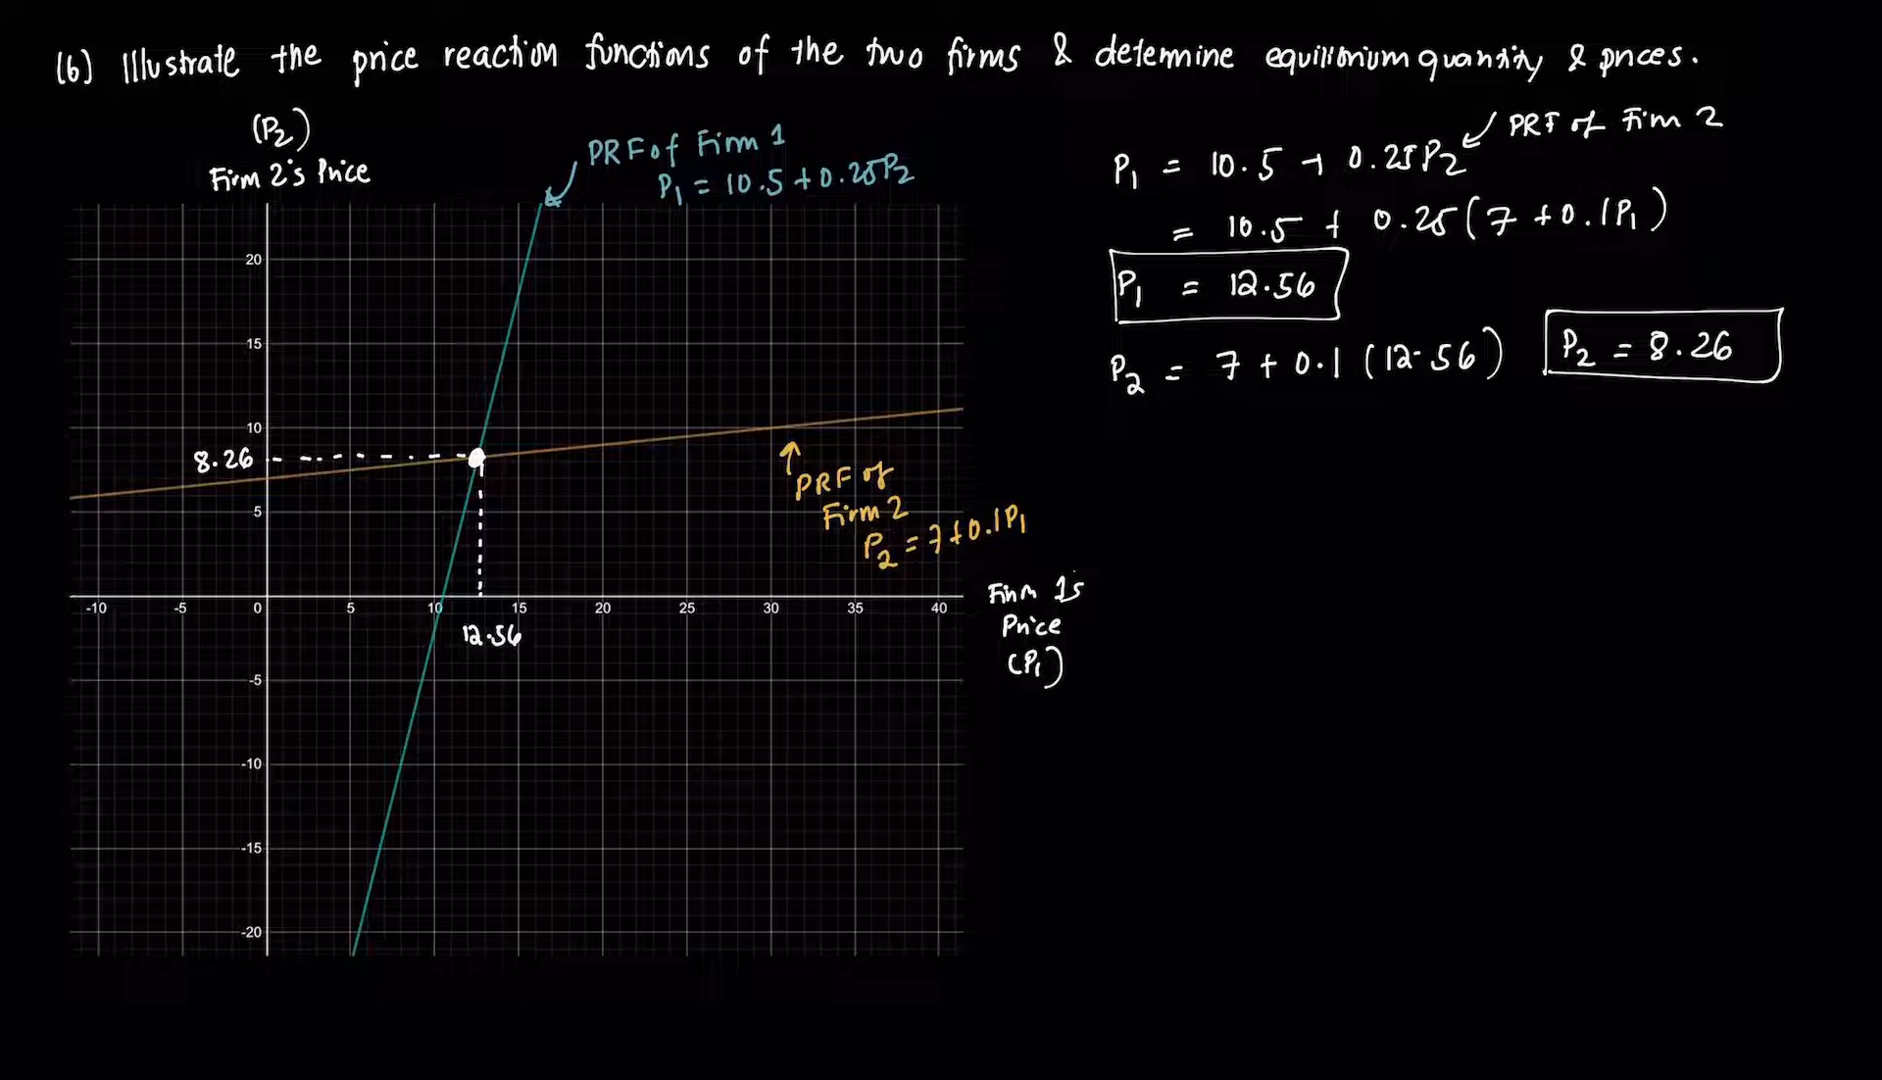 (6) Illustrate the price reaction functions of the two firms & determine equilibrium quantity & prices.
(P₂)
Firm 2's Price
PRF of Firm 1
P₁ = 10.5 + 0.25P₂
20
15
10
8.26
5
-10 -5 0 5 10 15 20 25 30 35 40
12.56
-5
-10
-15
-20
PRF of
Firm 2
P₂ = 7 + 0.1P₁
Firm 1's
Price
(P₁)
PRF of Firm 2
P₁ = 10.5 + 0.25P₂
= 10.5 + 0.25(7 + 0.1P₁)
P₁ = 12.56
P₂ = 7 + 0.1(12.56) P₂ = 8.26